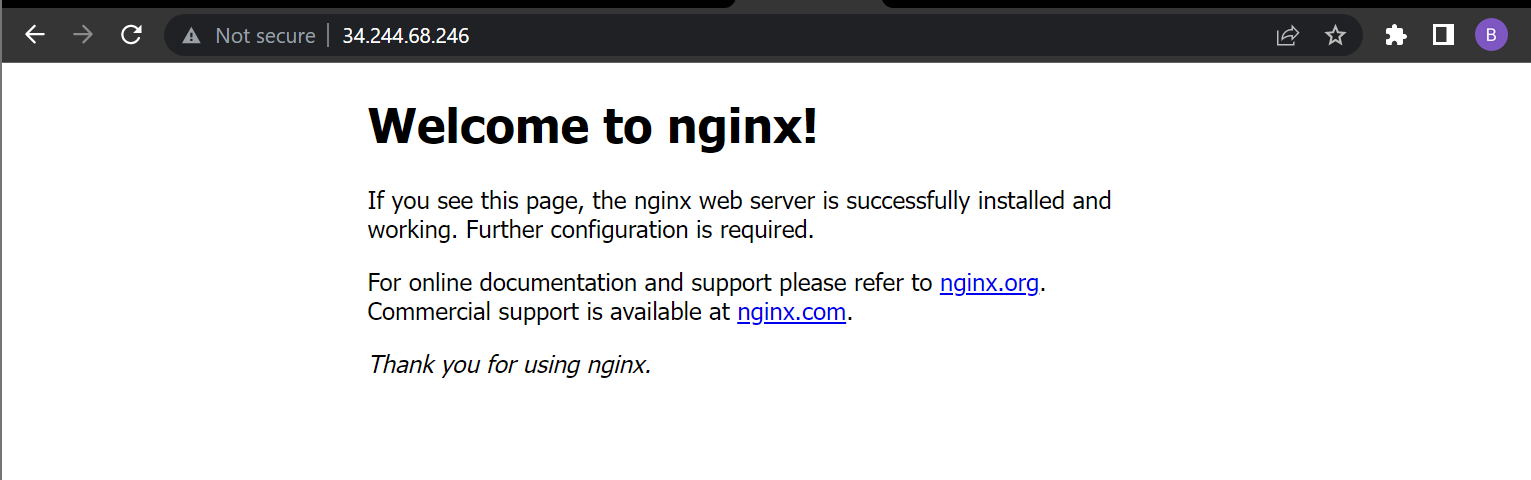 Not secure 34.244.68.246
B
Welcome to nginx!
If you see this page, the nginx web server is successfully installed and
working. Further configuration is required.
For online documentation and support please refer to nginx.org.
Commercial support is available at nginx.com.
Thank you for using nginx.